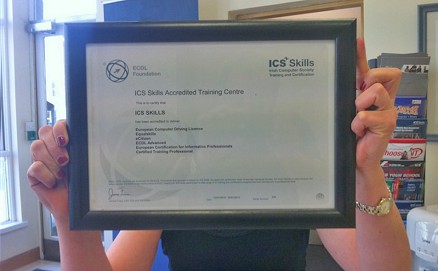 ECDL
Foundation
ICS Skills
Irish Computer Society
Training and Certification
ICS Skills Accredited Training Centre
This is to certify that
ICS SKILLS
has been accredited to deliver
European Computer Driving Licence
Equalskills
eCitizen
ECDL Advanced
European Certification for Informatics Professionals
Certified Training Professional